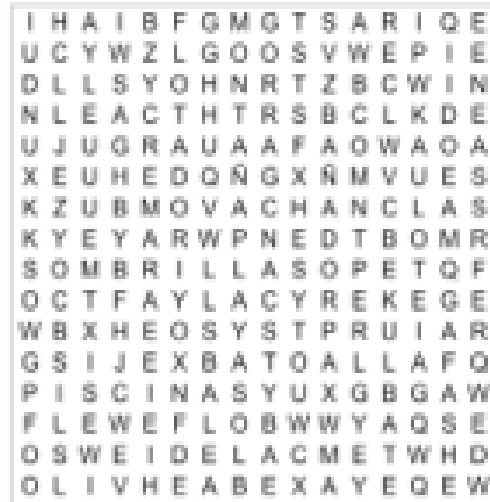 I H A I B F G M G T S A R I Q E
U C Y W Z L G O O S V W E P I E
D L L S Y O H N R T Z B C W I N
N L E A C T H T R S B C L K D E
U J U G R A U A A F A O W A O A
X E U H E D Q Ñ G X Ñ M V U E S
K Z U B M O V A C H A N C L A S
K Y E Y A R W P N E D T B O M R
S O M B R I L L A S O P E T Q F
O C T F A Y L A C Y R E K E G E
W B X H E O S Y S T P R U I A R
G S I J E X B A T O A L L A F Q
P I S C I N A S Y U X G B G A W
F L E W E F L O B W W Y A Q S E
O S W E I D E L A C M E T W H D
O L I V H E A B E X A Y E Q E W